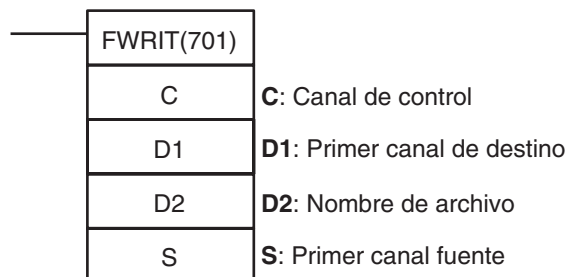 FWRIT(701)
C C: Canal de control
D1 D1: Primer canal de destino
D2 D2: Nombre de archivo
S S: Primer canal fuente